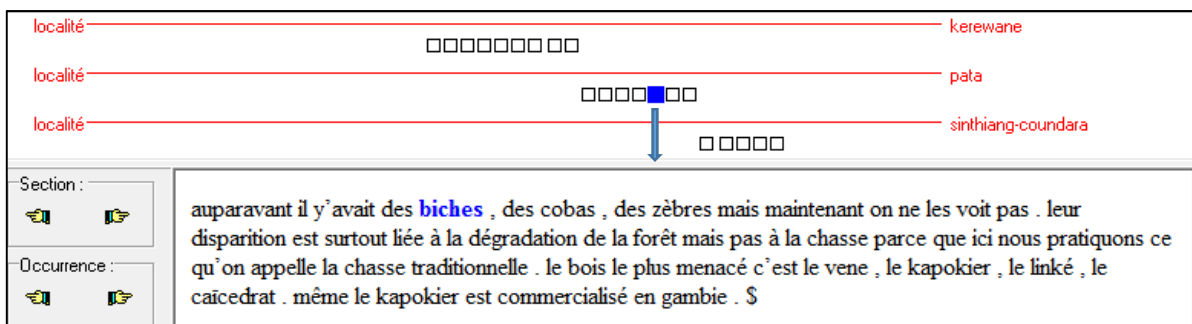 localité kerewane
localité pata
localité sinthiang-coundara
Section :
Occurrence :
auparavant il y’avait des biches , des cobas , des zèbres mais maintenant on ne les voit pas . leur
disparition est surtout liée à la dégradation de la forêt mais pas à la chasse parce que ici nous pratiquons ce
qu’on appelle la chasse traditionnelle . le bois le plus menacé c’est le vene , le kapokier , le linké , le
caïcedrat . même le kapokier est commercialisé en gambie . $